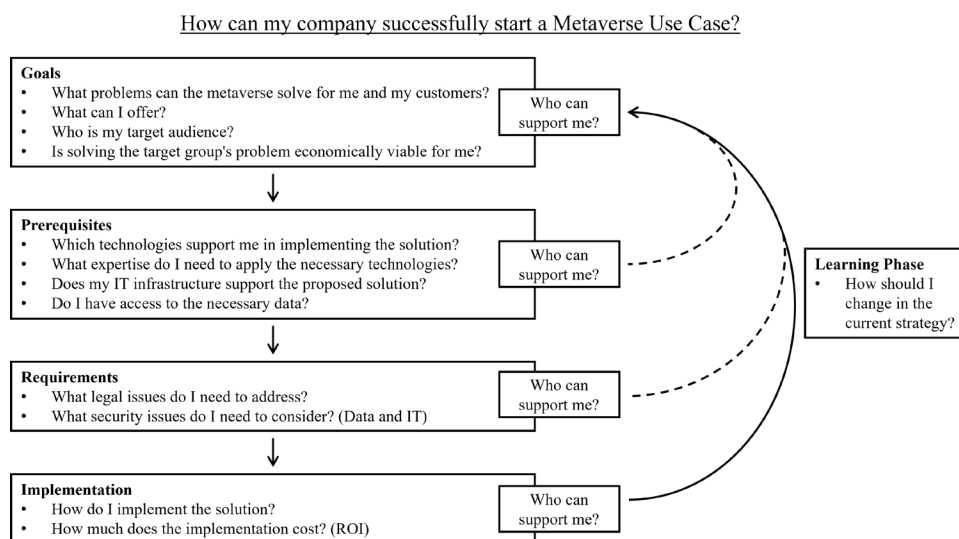 How can my company successfully start a Metaverse Use Case?
Goals
• What problems can the metaverse solve for me and my customers?
• What can I offer?
• Who is my target audience?
• Is solving the target group's problem economically viable for me?
Who can
support me?
Prerequisites
• Which technologies support me in implementing the solution?
• What expertise do I need to apply the necessary technologies?
• Does my IT infrastructure support the proposed solution?
• Do I have access to the necessary data?
Who can
support me?
Learning Phase
• How should I
change in the
current strategy?
Requirements
• What legal issues do I need to address?
• What security issues do I need to consider? (Data and IT)
Who can
support me?
Implementation
• How do I implement the solution?
• How much does the implementation cost? (ROI)
Who can
support me?